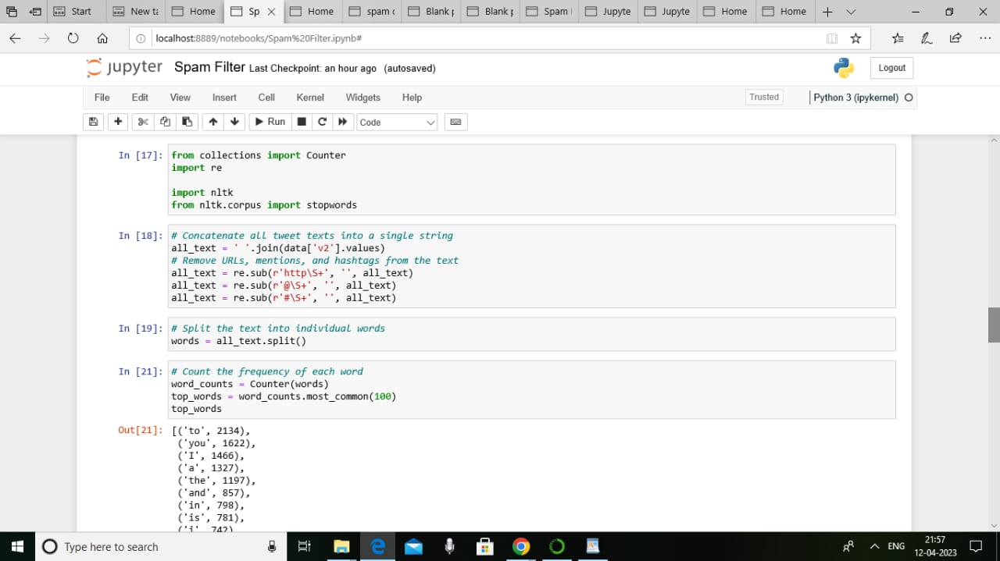 Start
New ta
Home
Sp
Home
spam c
Blank p
Blank p
Spam
Jupyte
Jupyte
Home
Home
localhost:8889/notebooks/Spam%20Filter.ipynb#
jupyter Spam Filter Last Checkpoint: an hour ago (autosaved)
Logout
File Edit View Insert Cell Kernel Widgets Help
Trusted
Python 3 (ipykernel)
Run
Code
In [17]: from collections import Counter
import re
import nltk
from nltk.corpus import stopwords
In [18]: # Concatenate all tweet texts into a single string
all_text = ' '.join(data['v2'].values)
# Remove URLs, mentions, and hashtags from the text
all_text = re.sub(r'http\S+', '', all_text)
all_text = re.sub(r'@\S+', '', all_text)
all_text = re.sub(r'#\S+', '', all_text)
In [19]: # Split the text into individual words
words = all_text.split()
In [21]: # Count the frequency of each word
word_counts = Counter(words)
top_words = word_counts.most_common(100)
top_words
Out[21]: [('to', 2134),
('you', 1622),
('I', 1466),
('a', 1327),
('the', 1197),
('and', 857),
('in', 798),
('is', 781),
('i', 742)
Type here to search
ENG
21:57
12-04-2023